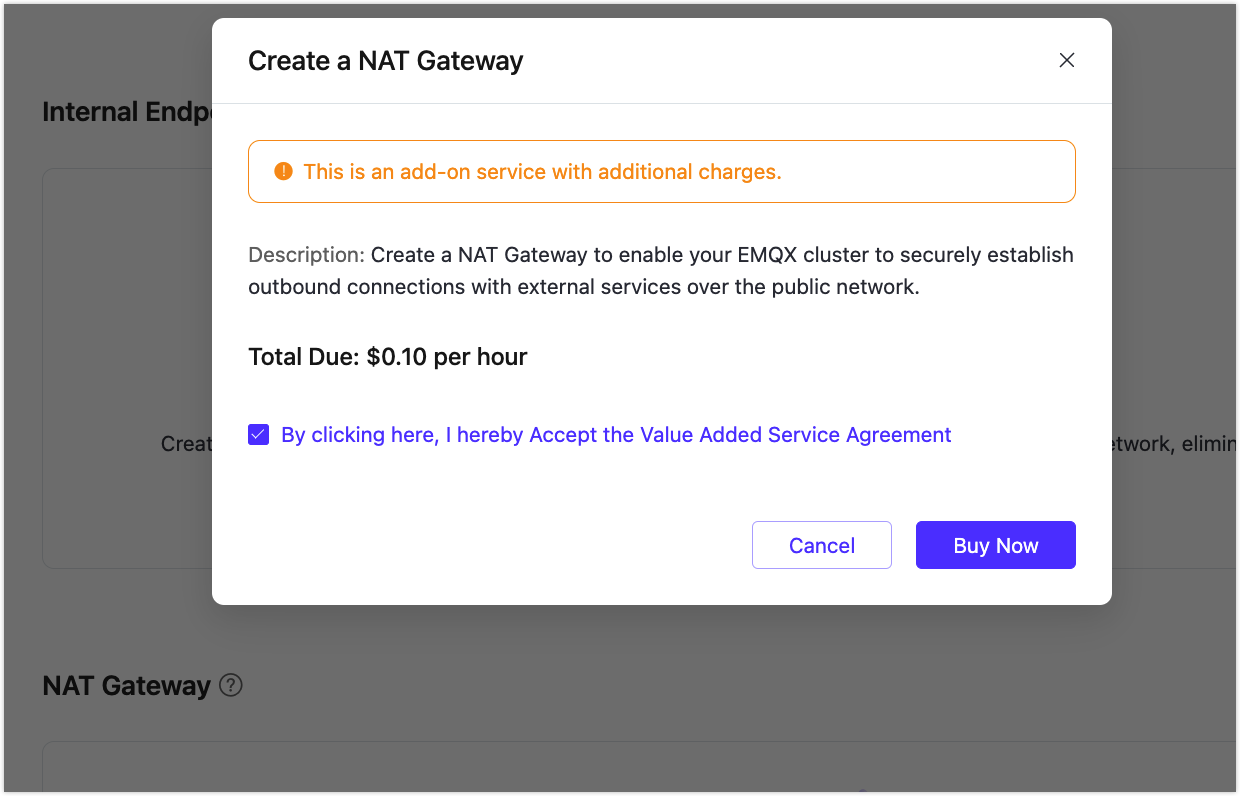 Create a NAT Gateway
Internal Endp
This is an add-on service with additional charges.
Description: Create a NAT Gateway to enable your EMQX cluster to securely establish
outbound connections with external services over the public network.
Total Due: $0.10 per hour
By clicking here, I hereby Accept the Value Added Service Agreement
Creat
etwork, elimin
Cancel
Buy Now
NAT Gateway